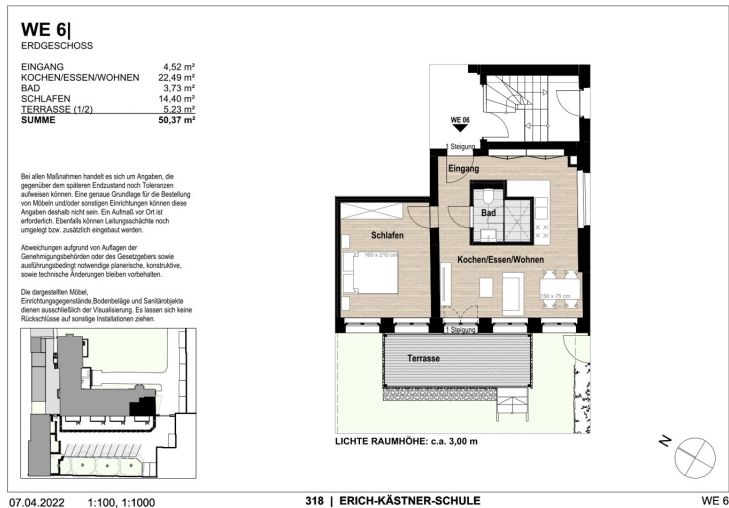 WE 6|
ERDGESCHOSS
EINGANG 4,52 m²
KOCHEN/ESSEN/WOHNEN 22,49 m²
BAD 3,73 m²
SCHLAFEN 14,40 m²
TERRASSE (1/2) 5,23 m²
SUMME 50,37 m²
Bei allen Maßnahmen handelt es sich um Angaben, die
gegenüber dem späteren Endzustand noch Toleranzen
aufweisen können. Eine genaue Grundlage für die Bestellung
von Möbeln und/oder sonstigen Einrichtungen können diese
Angaben deshalb nicht sein. Ein Aufmaß vor Ort ist
erforderlich. Ebenfalls können Leitungsschächte noch
umgelegt bzw. zusätzlich eingebaut werden.
Abweichungen aufgrund von Auflagen der
Genehmigungsbehörden oder des Gesetzgebers sowie
ausführungsbedingt notwendige planerische, konstruktive,
sowie technische Änderungen bleiben vorbehalten.
Die dargestellten Möbel,
Einrichtungsgegenstände,Bodenbeläge und Sanitärobjekte
dienen ausschließlich der Visualisierung. Es lassen sich keine
Rückschlüsse auf sonstige Installationen ziehen.
WE 06
1 Steigung
Eingang
Bad
Schlafen
160 x 210 cm
Kochen/Essen/Wohnen
150 x 75 cm
1 Steigung
Terrasse
LICHTE RAUMHÖHE: c.a. 3,00 m
N
07.04.2022 1:100, 1:1000 318 | ERICH-KÄSTNER-SCHULE WE 6